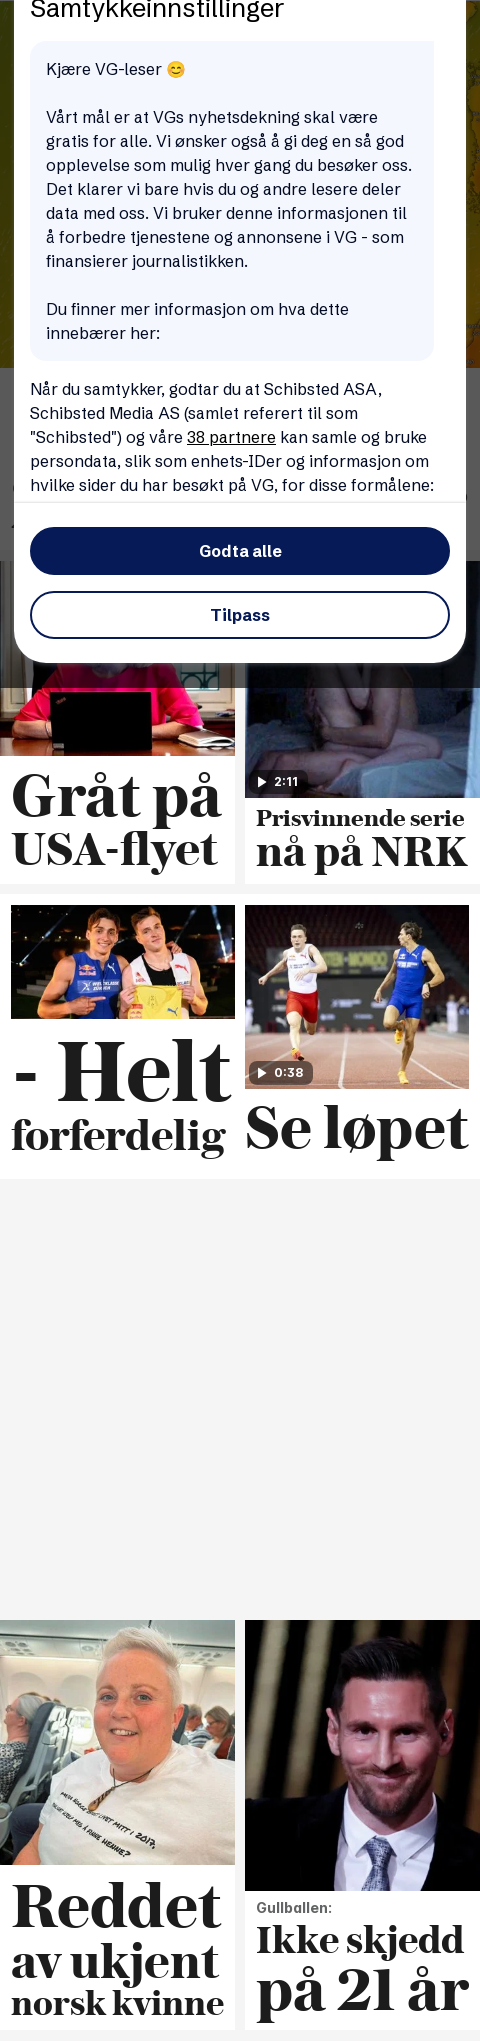 Samtykkeinnstillinger
Kjære VG-leser 😊
Vårt mål er at VGs nyhetsdekning skal være
gratis for alle. Vi ønsker også å gi deg en så god
opplevelse som mulig hver gang du besøker oss.
Det klarer vi bare hvis du og andre lesere deler
data med oss. Vi bruker denne informasjonen til
å forbedre tjenestene og annonsene i VG - som
finansierer journalistikken.
Du finner mer informasjon om hva dette
innebærer her:
Når du samtykker, godtar du at Schibsted ASA,
Schibsted Media AS (samlet referert til som
"Schibsted") og våre 38 partnere kan samle og bruke
persondata, slik som enhets-IDer og informasjon om
hvilke sider du har besøkt på VG, for disse formålene:
Godta alle
Tilpass
2:11
Gråt på
USA-flyet
Prisvinnende serie
nå på NRK
0:38
- Helt
forferdelig
Se løpet
Reddet
av ukjent
norsk kvinne
Gullballen:
Ikke skjedd
på 21 år